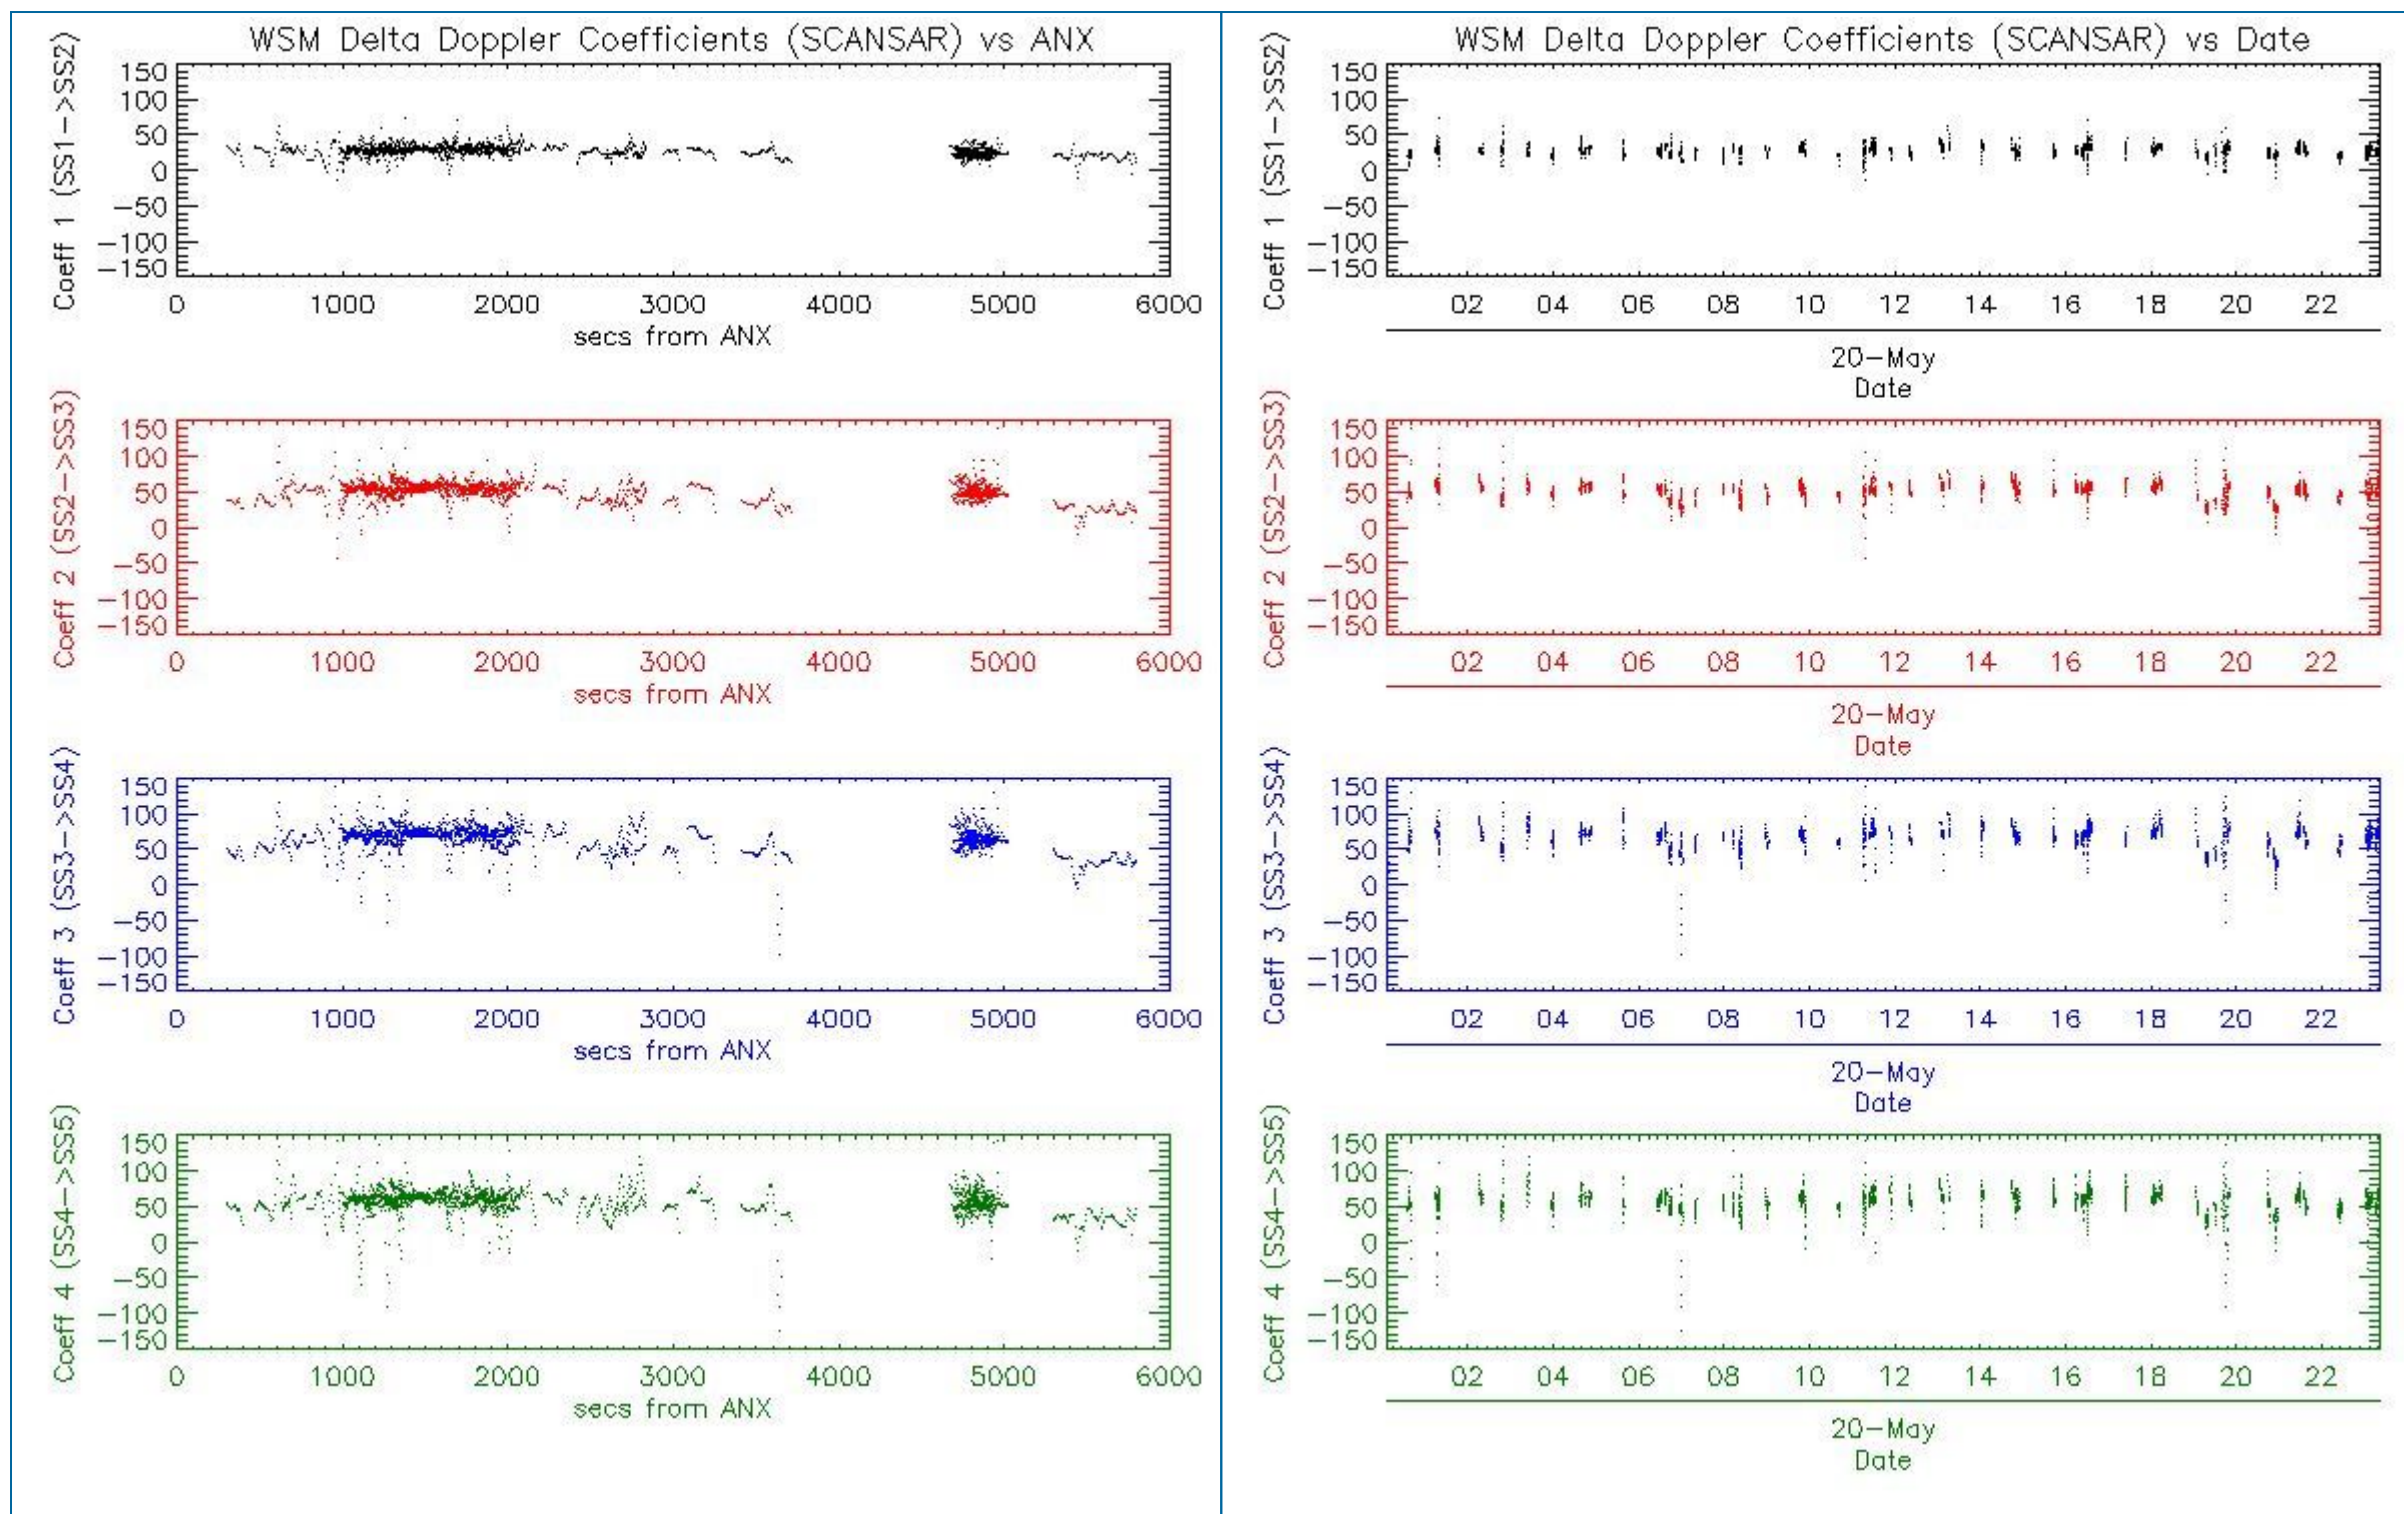 WSM Delta Doppler Coefficients (SCANSAR) vs ANX
Coeff 1 (SS1->SS2)
150
100
50
0
-50
-100
-150
0 1000 2000 3000 4000 5000 6000
secs from ANX
Coeff 2 (SS2->SS3)
150
100
50
0
-50
-100
-150
0 1000 2000 3000 4000 5000 6000
secs from ANX
Coeff 3 (SS3->SS4)
150
100
50
0
-50
-100
-150
0 1000 2000 3000 4000 5000 6000
secs from ANX
Coeff 4 (SS4->SS5)
150
100
50
0
-50
-100
-150
0 1000 2000 3000 4000 5000 6000
secs from ANX
WSM Delta Doppler Coefficients (SCANSAR) vs Date
Coeff 1 (SS1->SS2)
150
100
50
0
-50
-100
-150
02 04 06 08 10 12 14 16 18 20 22
20-May
Date
Coeff 2 (SS2->SS3)
150
100
50
0
-50
-100
-150
02 04 06 08 10 12 14 16 18 20 22
20-May
Date
Coeff 3 (SS3->SS4)
150
100
50
0
-50
-100
-150
02 04 06 08 10 12 14 16 18 20 22
20-May
Date
Coeff 4 (SS4->SS5)
150
100
50
0
-50
-100
-150
02 04 06 08 10 12 14 16 18 20 22
20-May
Date